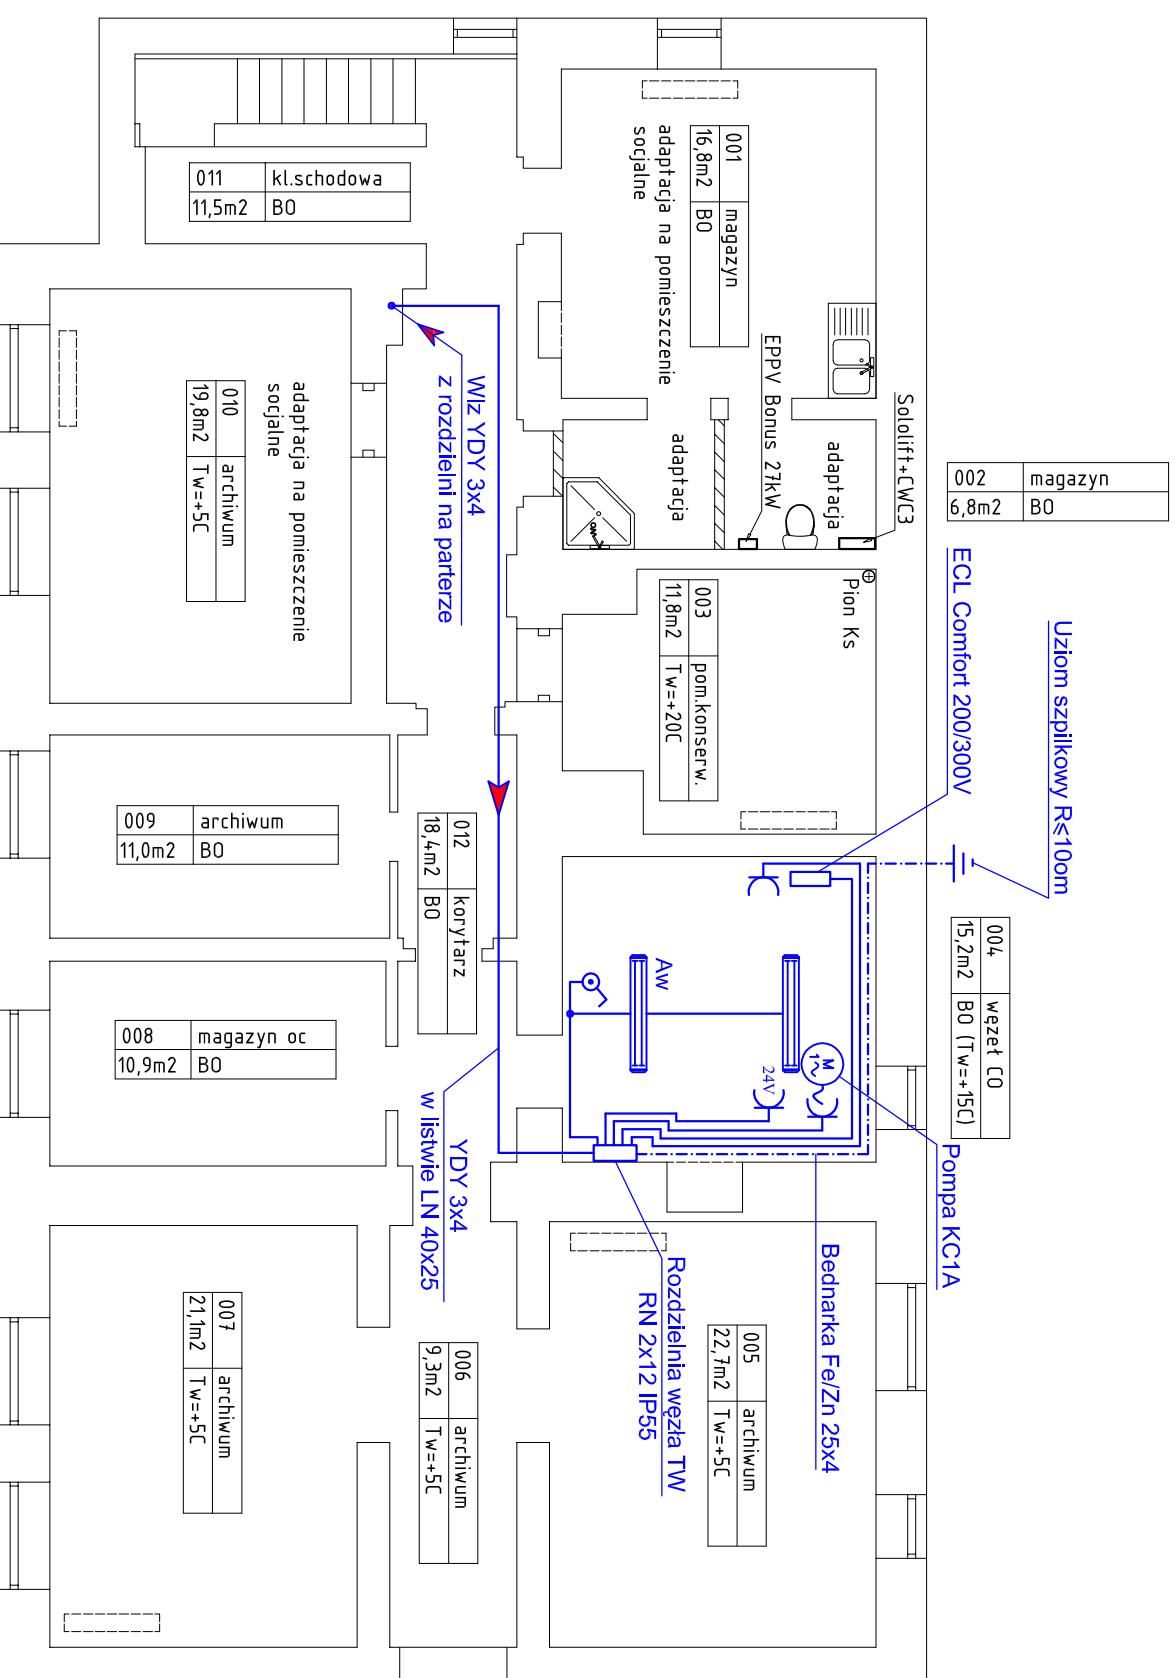 001 magazyn
16,8m2 BO
adaptacja na pomieszczenie
socjalne
011 kl.schodowa
11,5m2 BO
EPPV Bonus 27kW
Sololift+CWC3
adaptacja
adaptacja
002 magazyn
6,8m2 BO
Wlz YDY 3x4
z rozdzielni na parterze
010 archiwum
19,8m2 Tw=+5C
adaptacja na pomieszczenie
socjalne
Pion Ks
003 pom.konserw.
11,8m2 Tw=+20C
ECL Comfort 200/300V
Uziom szpilkowy R≤10om
009 archiwum
11,0m2 BO
012 korytarz
18,4m2 BO
004 węzeł CO
15,2m2 BO (Tw=+15C)
Aw
M
1
24V
008 magazyn oc
10,9m2 BO
YDY 3x4
w listwie LN 40x25
Pompa KC1A
Bednarka Fe/Zn 25x4
Rozdzielnia węzła TW
RN 2x12 IP55
007 archiwum
21,1m2 Tw=+5C
006 archiwum
9,3m2 Tw=+5C
005 archiwum
22,7m2 Tw=+5C